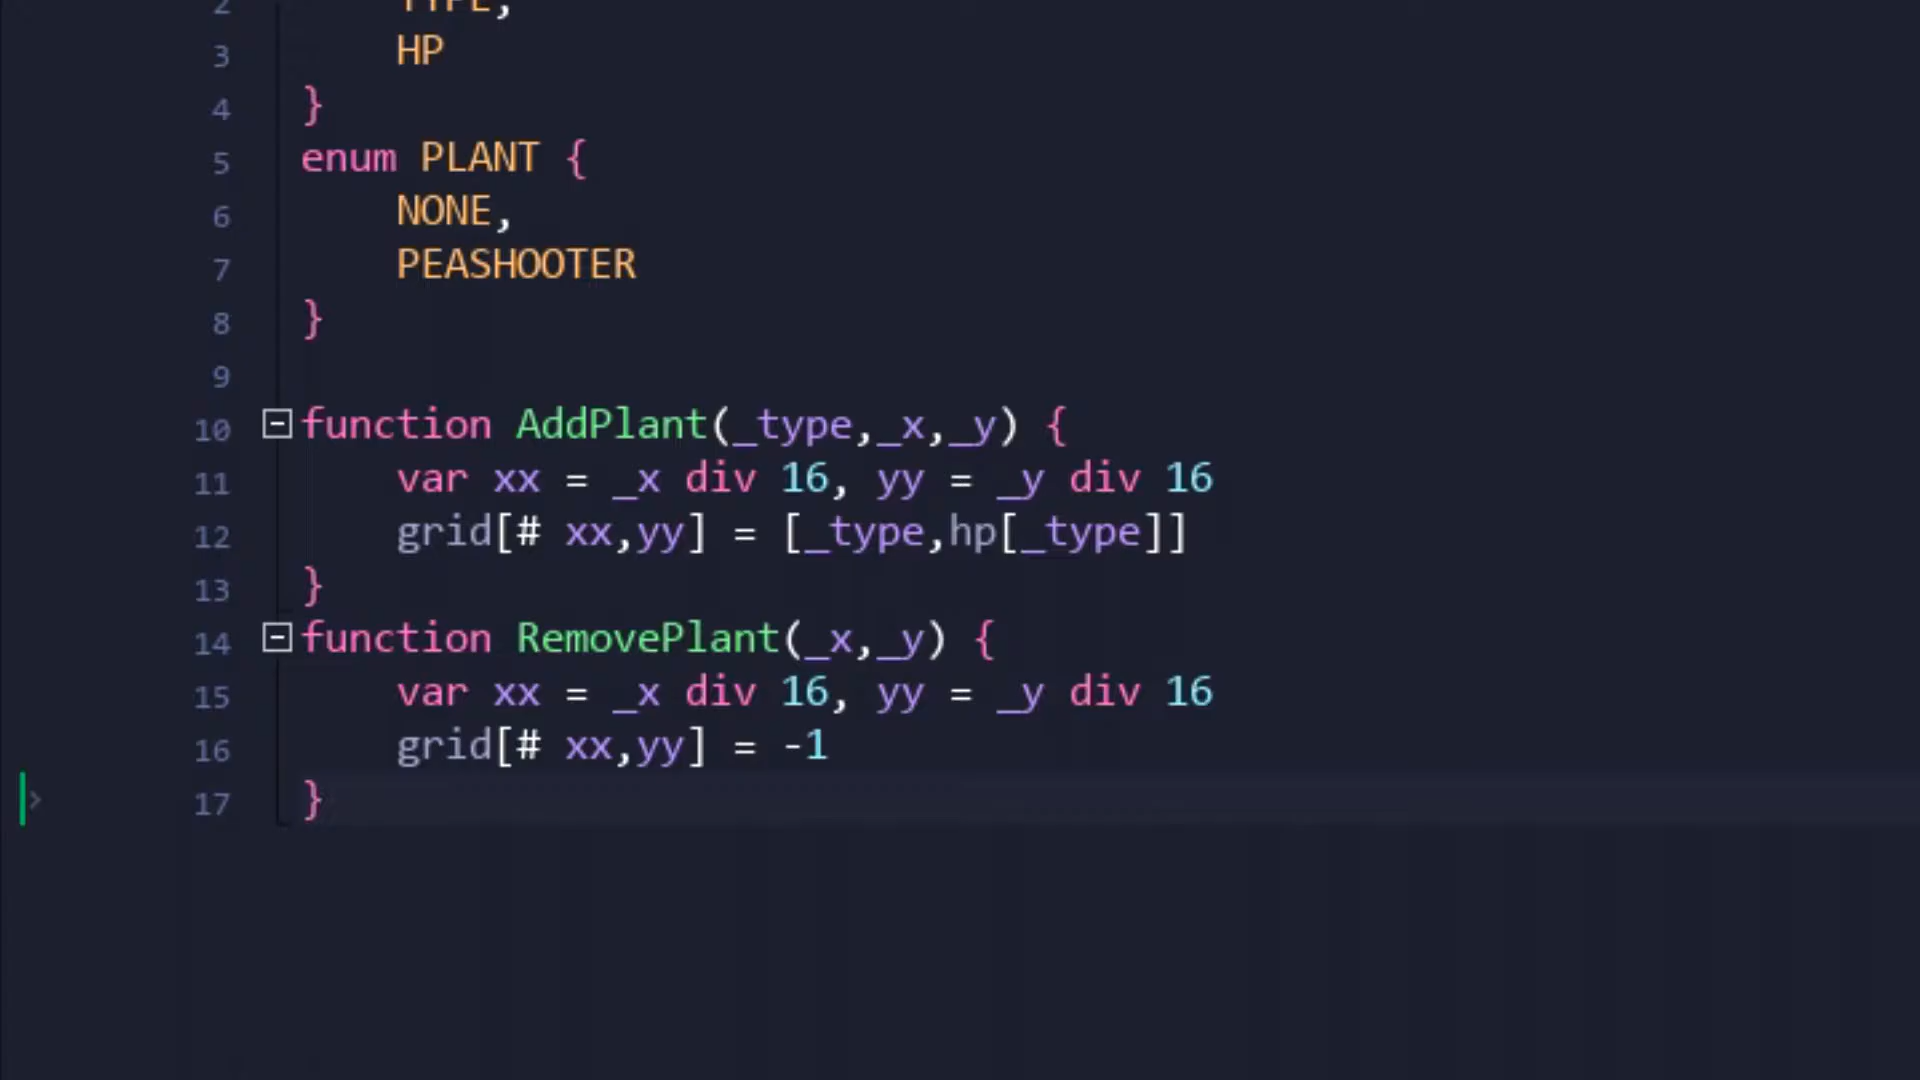 2 TYPE,
3 HP
4 }
5 enum PLANT {
6 NONE,
7 PEASHOOTER
8 }
9
10 function AddPlant(_type,_x,_y) {
11 var xx = _x div 16, yy = _y div 16
12 grid[# xx,yy] = [_type,hp[_type]]
13 }
14 function RemovePlant(_x,_y) {
15 var xx = _x div 16, yy = _y div 16
16 grid[# xx,yy] = -1
17 }